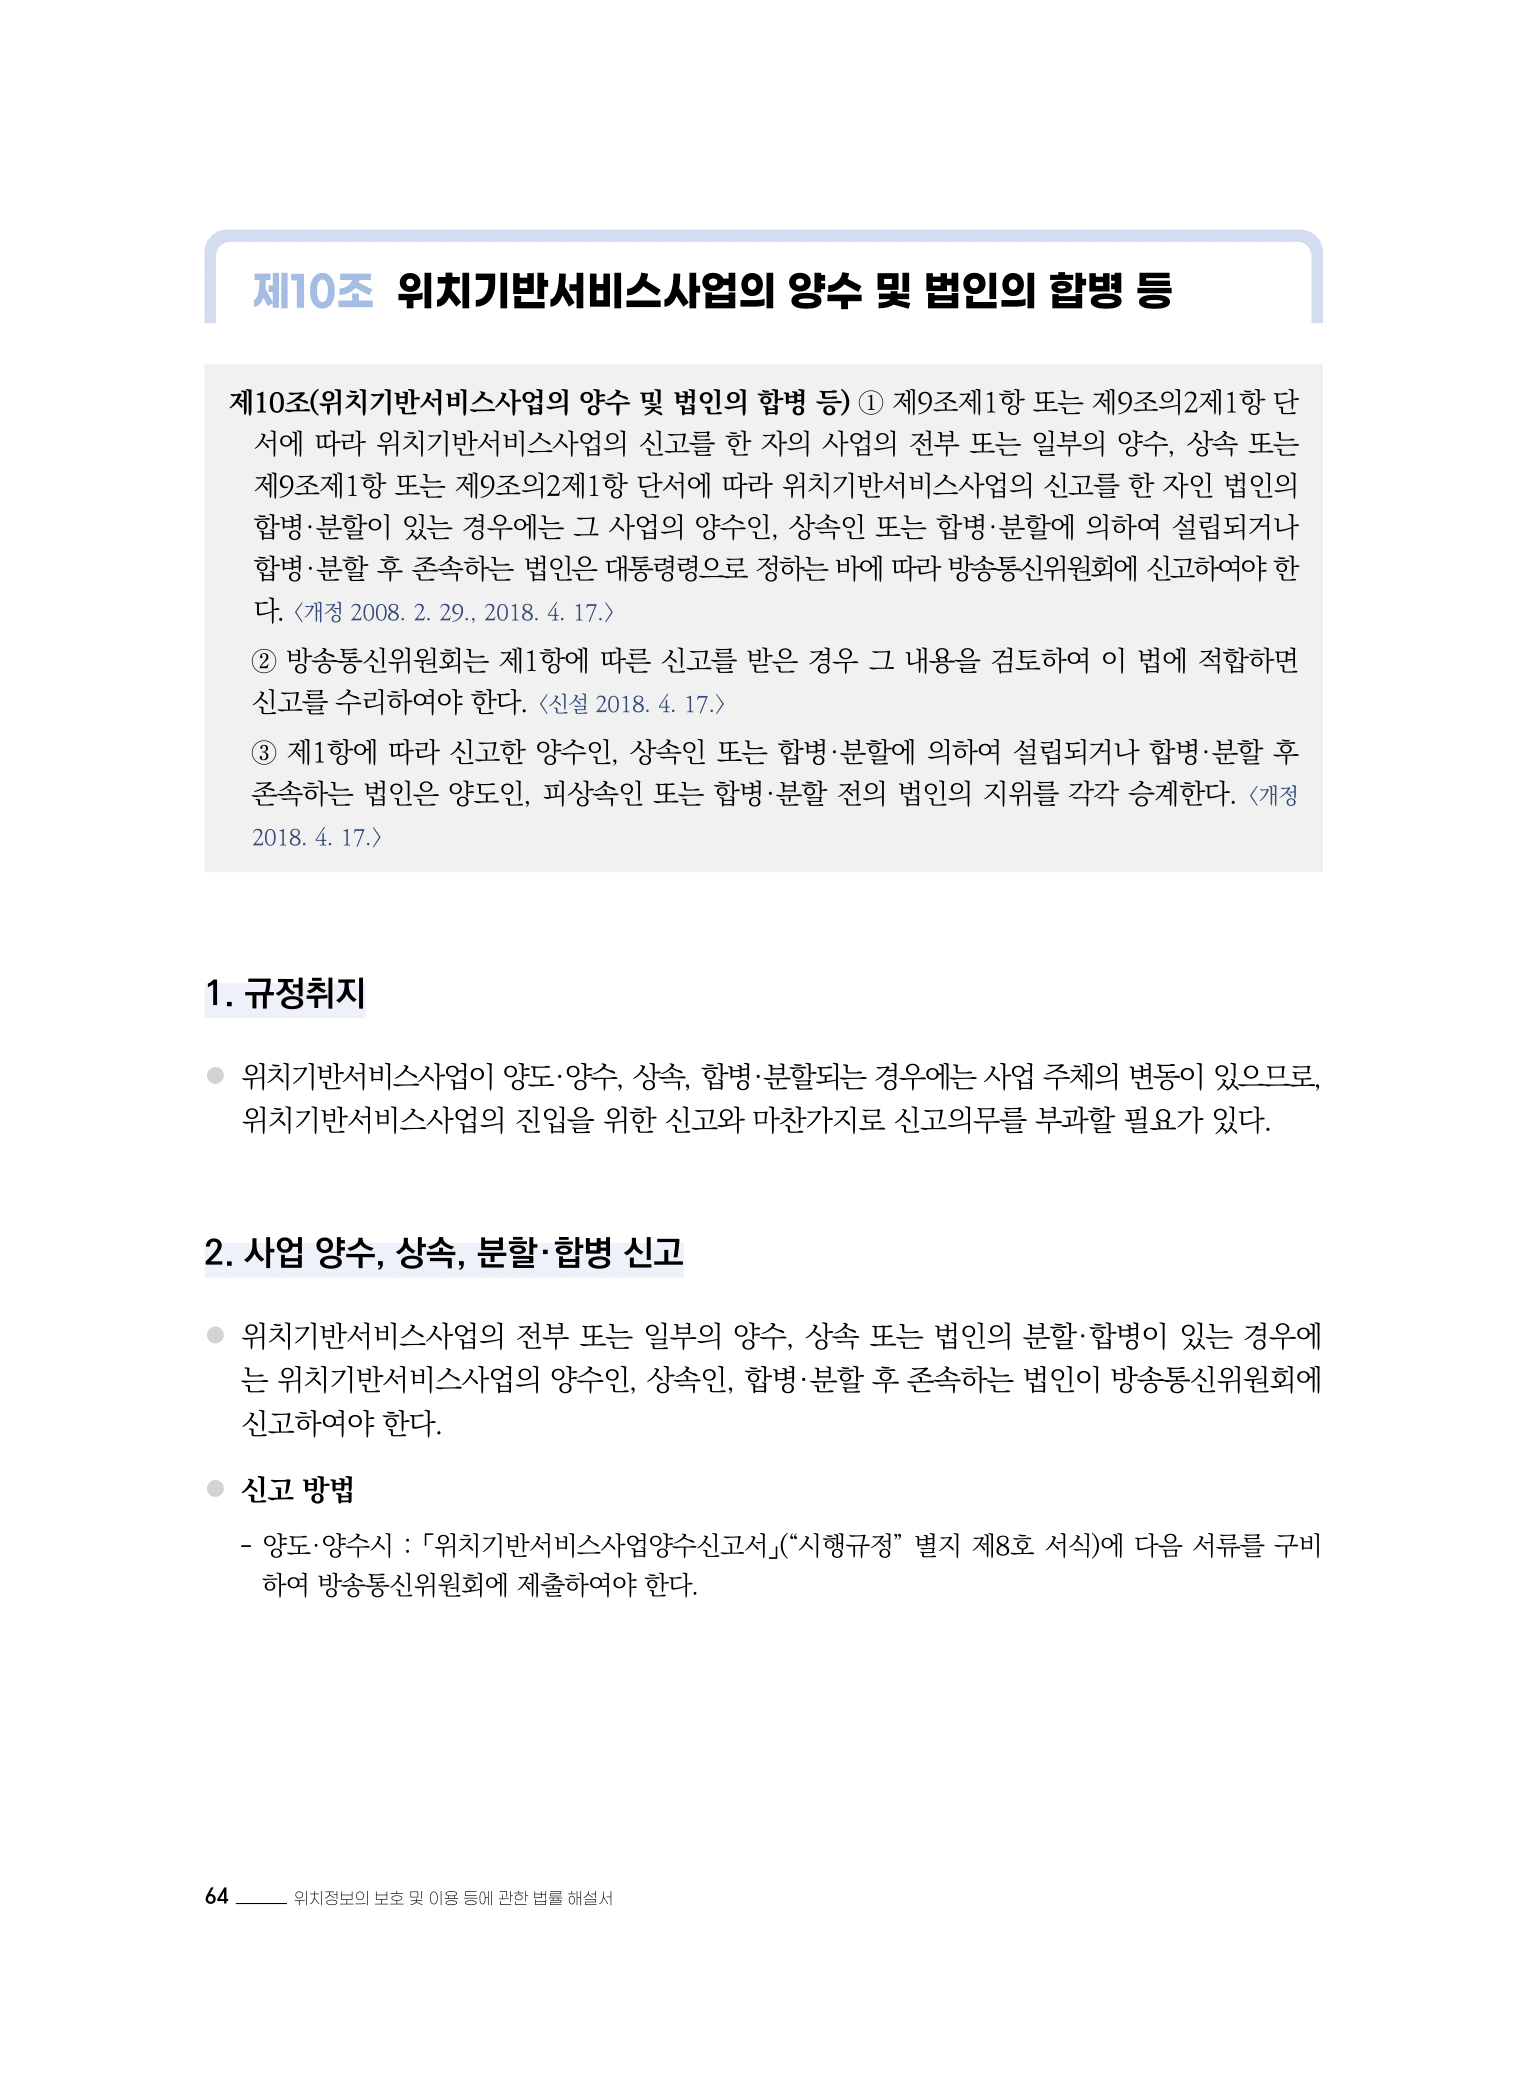 제10조 위치기반서비스사업의 양수 및 법인의 합병 등
제10조(위치기반서비스사업의 양수 및 법인의 합병 등) ① 제9조제1항 또는 제9조의2제1항 단
서에 따라 위치기반서비스사업의 신고를 한 자의 사업의 전부 또는 일부의 양수, 상속 또는
제9조제1항 또는 제9조의2제1항 단서에 따라 위치기반서비스사업의 신고를 한 자인 법인의
합병·분할이 있는 경우에는 그 사업의 양수인, 상속인 또는 합병·분할에 의하여 설립되거나
합병·분할 후 존속하는 법인은 대통령령으로 정하는 바에 따라 방송통신위원회에 신고하여야 한
다. 〈개정 2008. 2. 29., 2018. 4. 17.〉
② 방송통신위원회는 제1항에 따른 신고를 받은 경우 그 내용을 검토하여 이 법에 적합하면
신고를 수리하여야 한다. 〈신설 2018. 4. 17.〉
③ 제1항에 따라 신고한 양수인, 상속인 또는 합병·분할에 의하여 설립되거나 합병·분할 후
존속하는 법인은 양도인, 피상속인 또는 합병·분할 전의 법인의 지위를 각각 승계한다. 〈개정
2018. 4. 17.〉
1. 규정취지
● 위치기반서비스사업이 양도·양수, 상속, 합병·분할되는 경우에는 사업 주체의 변동이 있으므로,
위치기반서비스사업의 진입을 위한 신고와 마찬가지로 신고의무를 부과할 필요가 있다.
2. 사업 양수, 상속, 분할·합병 신고
● 위치기반서비스사업의 전부 또는 일부의 양수, 상속 또는 법인의 분할·합병이 있는 경우에
는 위치기반서비스사업의 양수인, 상속인, 합병·분할 후 존속하는 법인이 방송통신위원회에
신고하여야 한다.
● 신고 방법
- 양도·양수시 : 「위치기반서비스사업양수신고서」(“시행규정” 별지 제8호 서식)에 다음 서류를 구비
하여 방송통신위원회에 제출하여야 한다.
64 위치정보의 보호 및 이용 등에 관한 법률 해설서